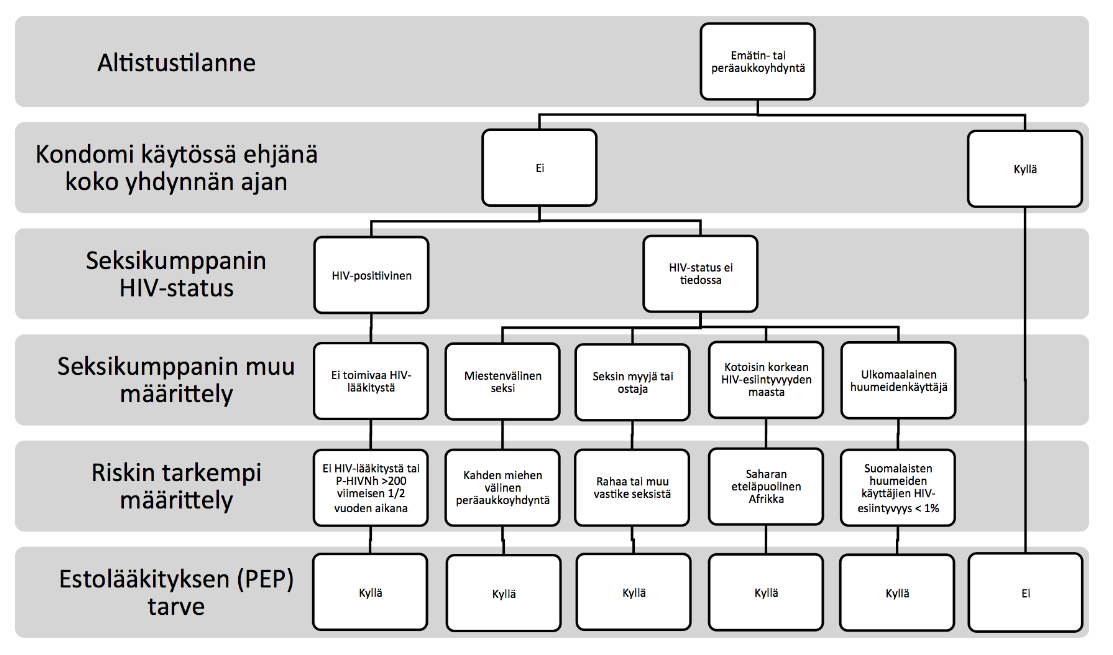 Altistustilanne
Emätin- tai
peräaukkoyhdyntä
Kondomi käytössä ehjänä
koko yhdynnän ajan
Ei
Kyllä
Seksikumppanin
HIV-status
HIV-positiivinen
HIV-status ei
tiedossa
Seksikumppanin muu
määrittely
Ei toimivaa HIV-
lääkitystä
Miestenvälinen
seksi
Seksin myyjä tai
ostaja
Kotoisin korkean
HIV-esiintyvyyden
maasta
Ulkomaalainen
huumeidenkäyttäjä
Riskin tarkempi
määrittely
Ei HIV-lääkitystä tai
P-HIVNh >200
viimeisen 1/2
vuoden aikana
Kahden miehen
välinen
peräaukkoyhdyntä
Rahaa tai muu
vastike seksistä
Saharan
eteläpuolinen
Afrikka
Suomalaisten
huumeiden
käyttäjien HIV-
esiintyvyys < 1%
Estolääkityksen (PEP)
tarve
Kyllä
Kyllä
Kyllä
Kyllä
Kyllä
Ei